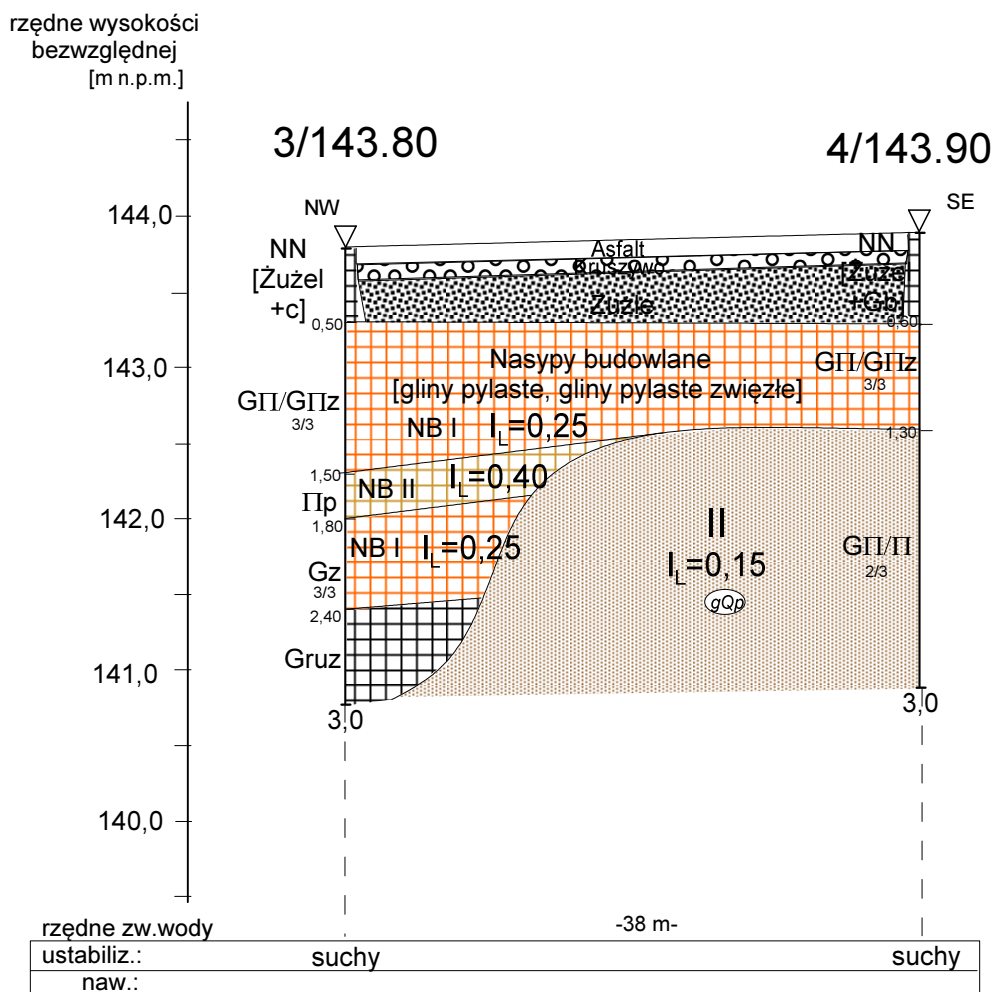 rzędne wysokości
bezwzględnej
[m n.p.m.]
3/143.80
4/143.90
144,0
NW
SE
NN
[Żużel
+c]
0,50
Asfalt
Kruszywo
Żużle
NN
[Żużel
+Gb]
0,60
143,0
Nasypy budowlane
[gliny pylaste, gliny pylaste zwięzłe]
GΠ/GΠz
3/3
GΠ/GΠz
3/3
NB I
IL=0,25
1,30
1,50
NB II
IL=0,40
Πp
1,80
142,0
II
IL=0,15
gQp
GΠ/Π
2/3
NB I
IL=0,25
Gz
3/3
2,40
Gruz
141,0
3,0
3,0
140,0
rzędne zw.wody
-38 m-
ustabiliz.:
suchy
suchy
naw.: